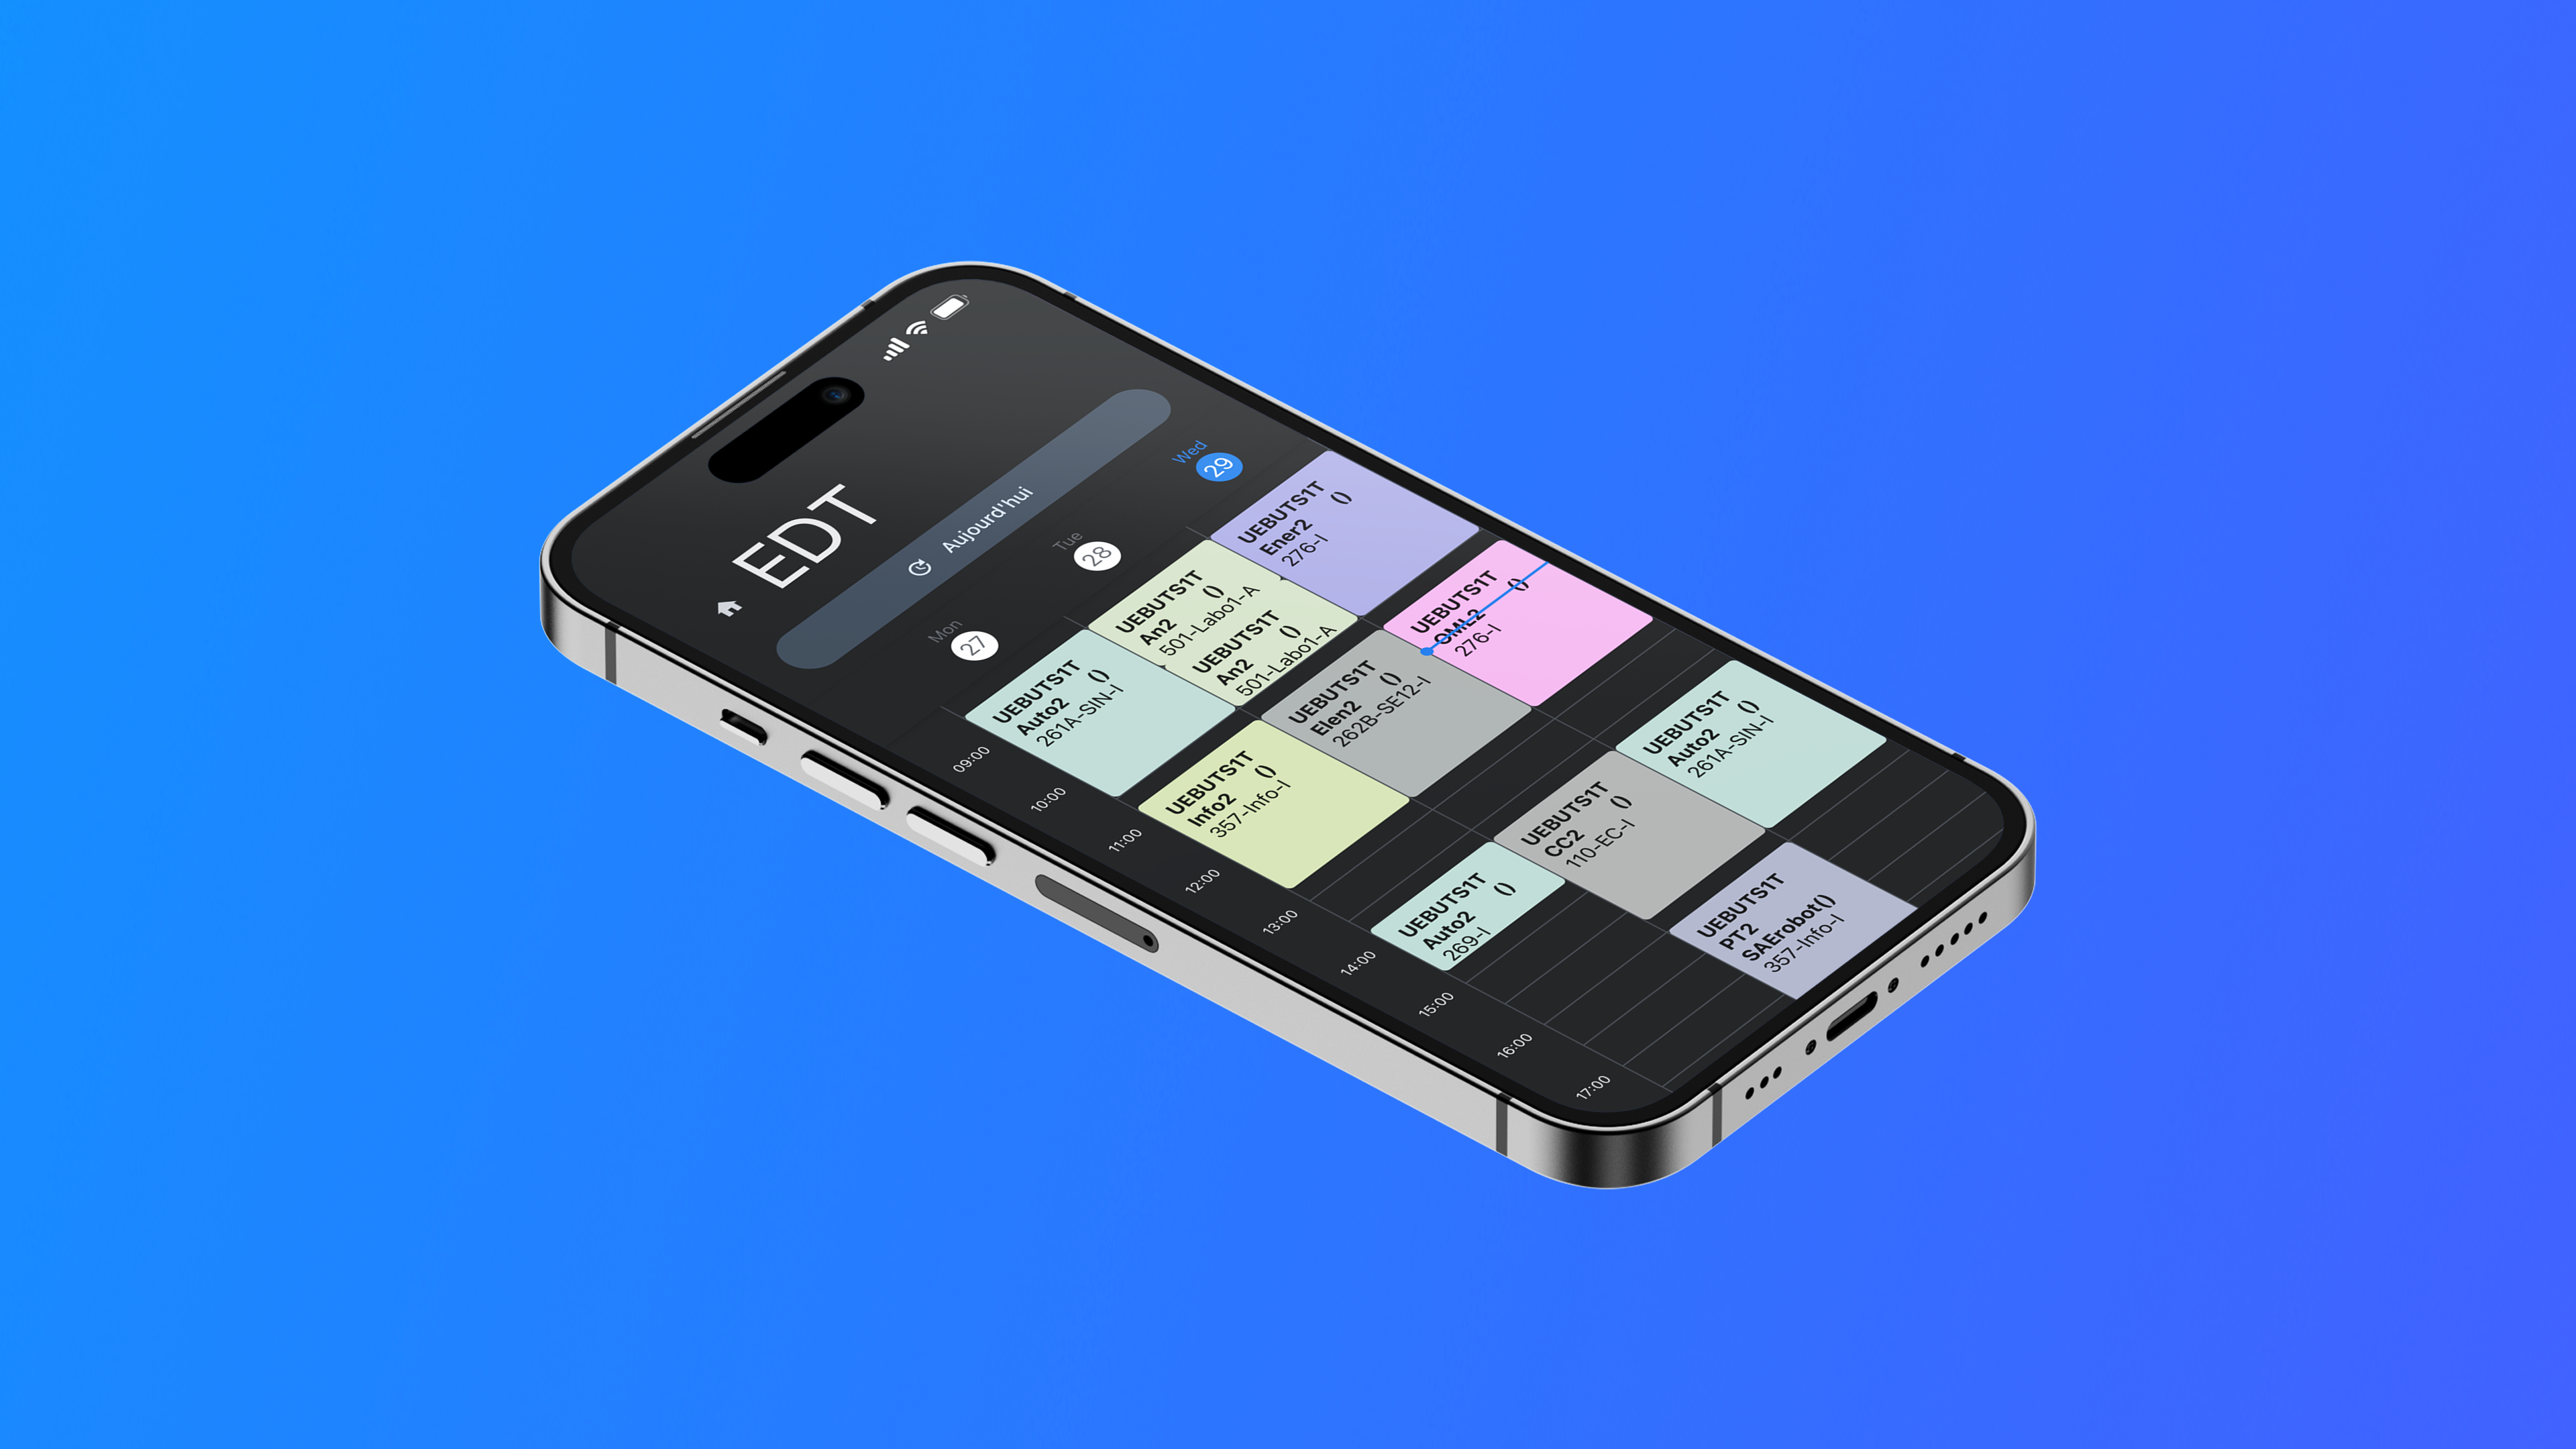 EDT
Aujourd'hui
Mon
27
Tue
28
Wed
29
09:00
10:00
11:00
12:00
13:00
14:00
15:00
16:00
17:00
UEBUTS1T
Auto2 ()
261A-SIN-I
UEBUTS1T
Info2 ()
357-Info-I
UEBUTS1T
Auto2 ()
269-I
UEBUTS1T
An2 ()
501-Labo1-A
UEBUTS1T
An2 ()
501-Labo1-A
UEBUTS1T
Elen2 ()
262B-SE12-I
UEBUTS1T
CC2 ()
110-EC-I
UEBUTS1T
PT2
SAErobot()
357-Info-I
UEBUTS1T
Ener2 ()
276-I
UEBUTS1T
OML2 ()
276-I
UEBUTS1T
Auto2 ()
261A-SIN-I